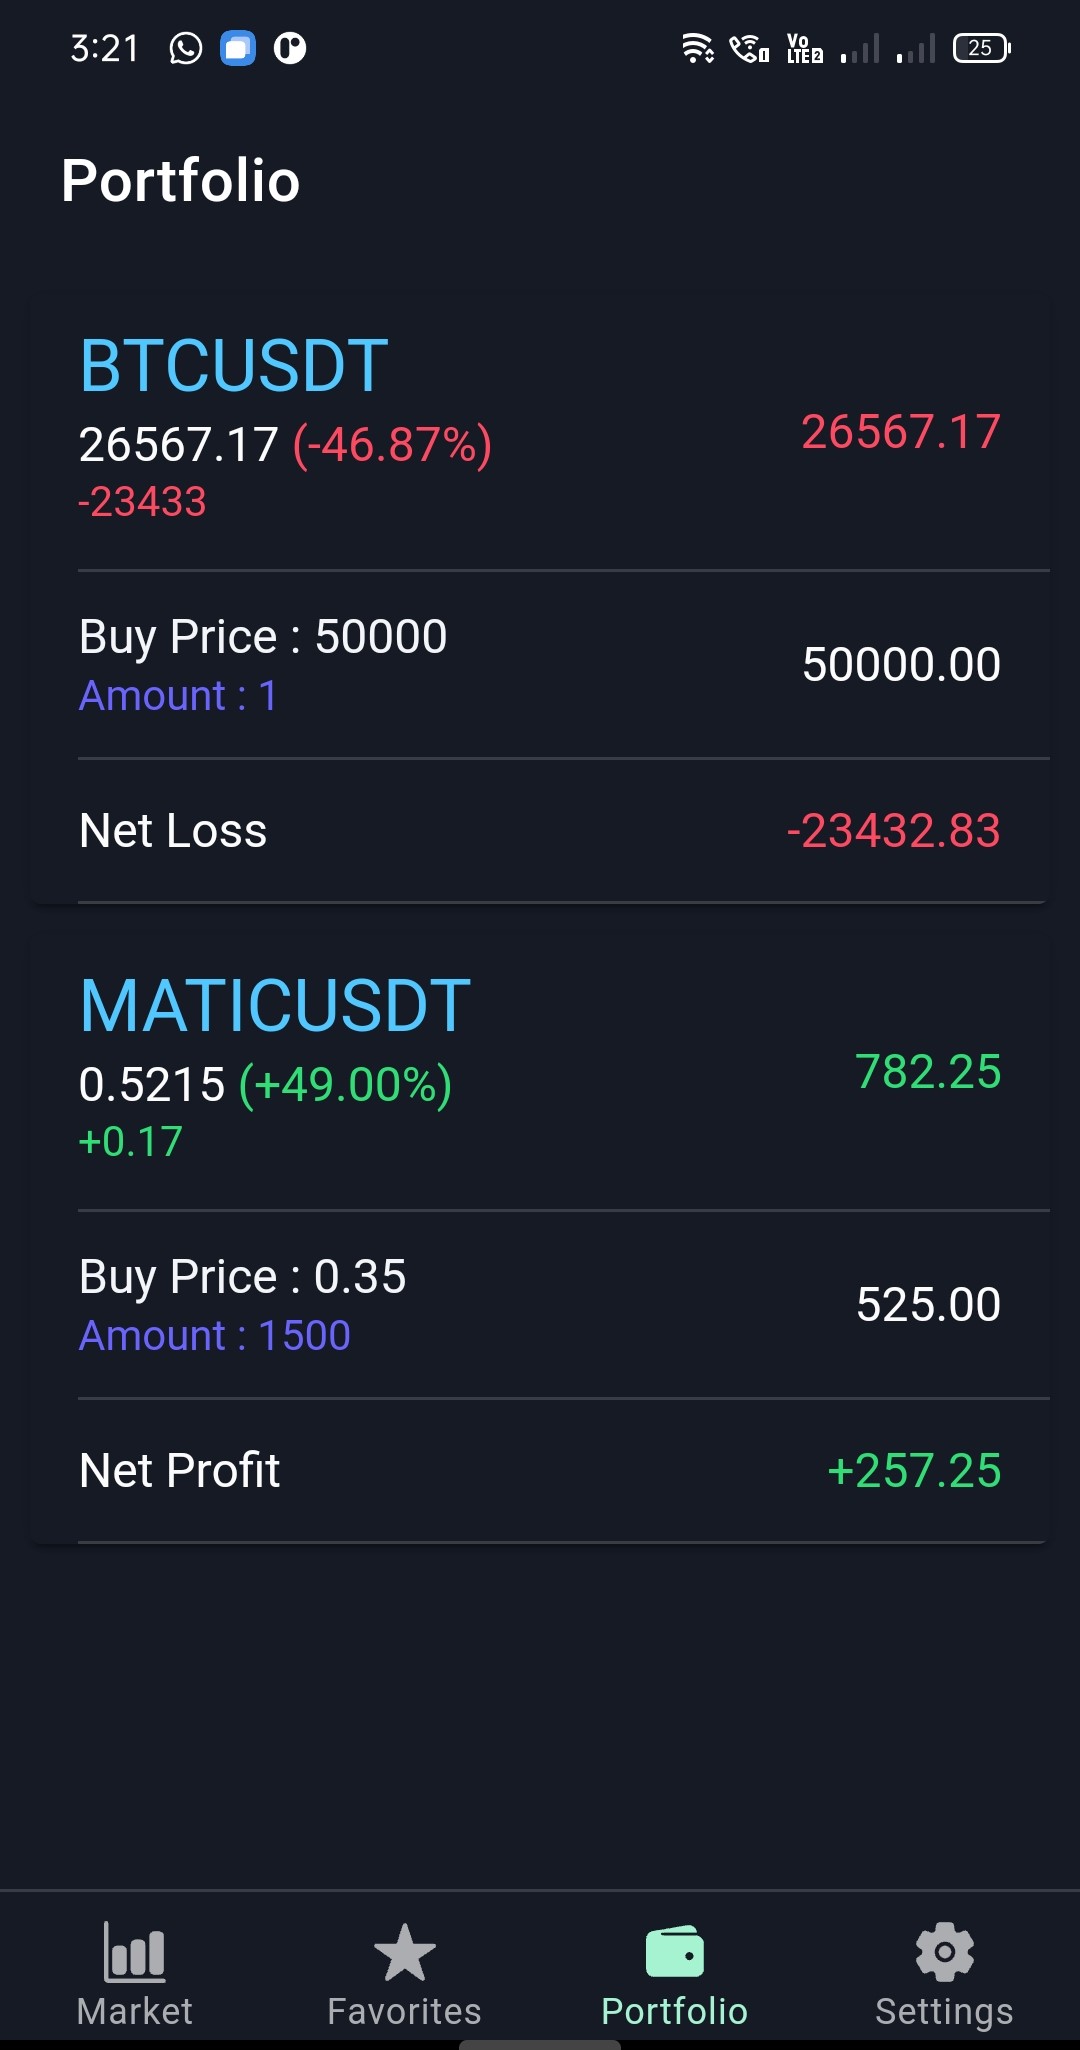 3:21
Vo
LTE2
25
Portfolio
BTCUSDT
26567.17 (-46.87%)
26567.17
-23433
Buy Price : 50000
50000.00
Amount : 1
Net Loss
-23432.83
MATICUSDT
0.5215 (+49.00%)
782.25
+0.17
Buy Price : 0.35
525.00
Amount : 1500
Net Profit
+257.25
Market
Favorites
Portfolio
Settings